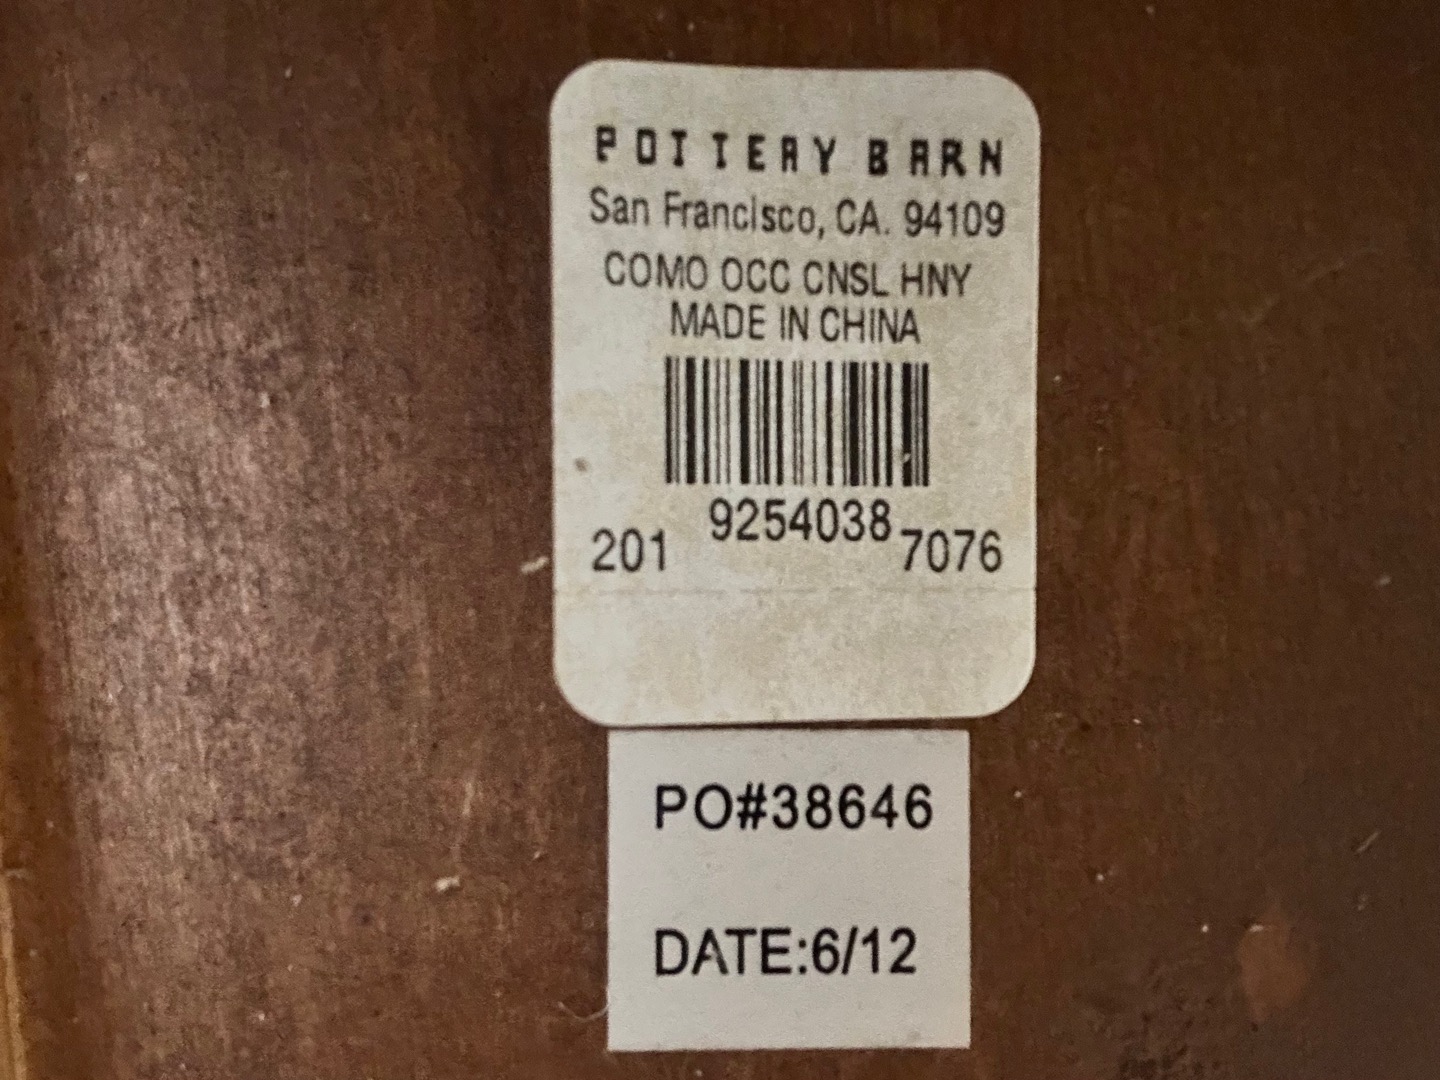 POTTERY BARN
San Francisco, CA. 94109
COMO OCC CNSL HNY
MADE IN CHINA
9254038
201 7076
PO#38646
DATE:6/12